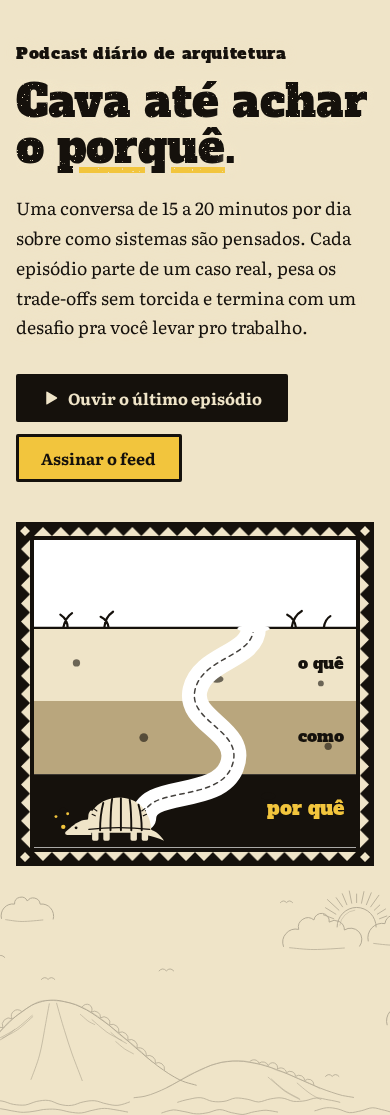 Podcast diário de arquitetura
Cava até achar
o porquê.
Uma conversa de 15 a 20 minutos por dia
sobre como sistemas são pensados. Cada
episódio parte de um caso real, pesa os
trade-offs sem torcida e termina com um
desafio pra você levar pro trabalho.
Ouvir o último episódio
Assinar o feed
o quê
como
por quê